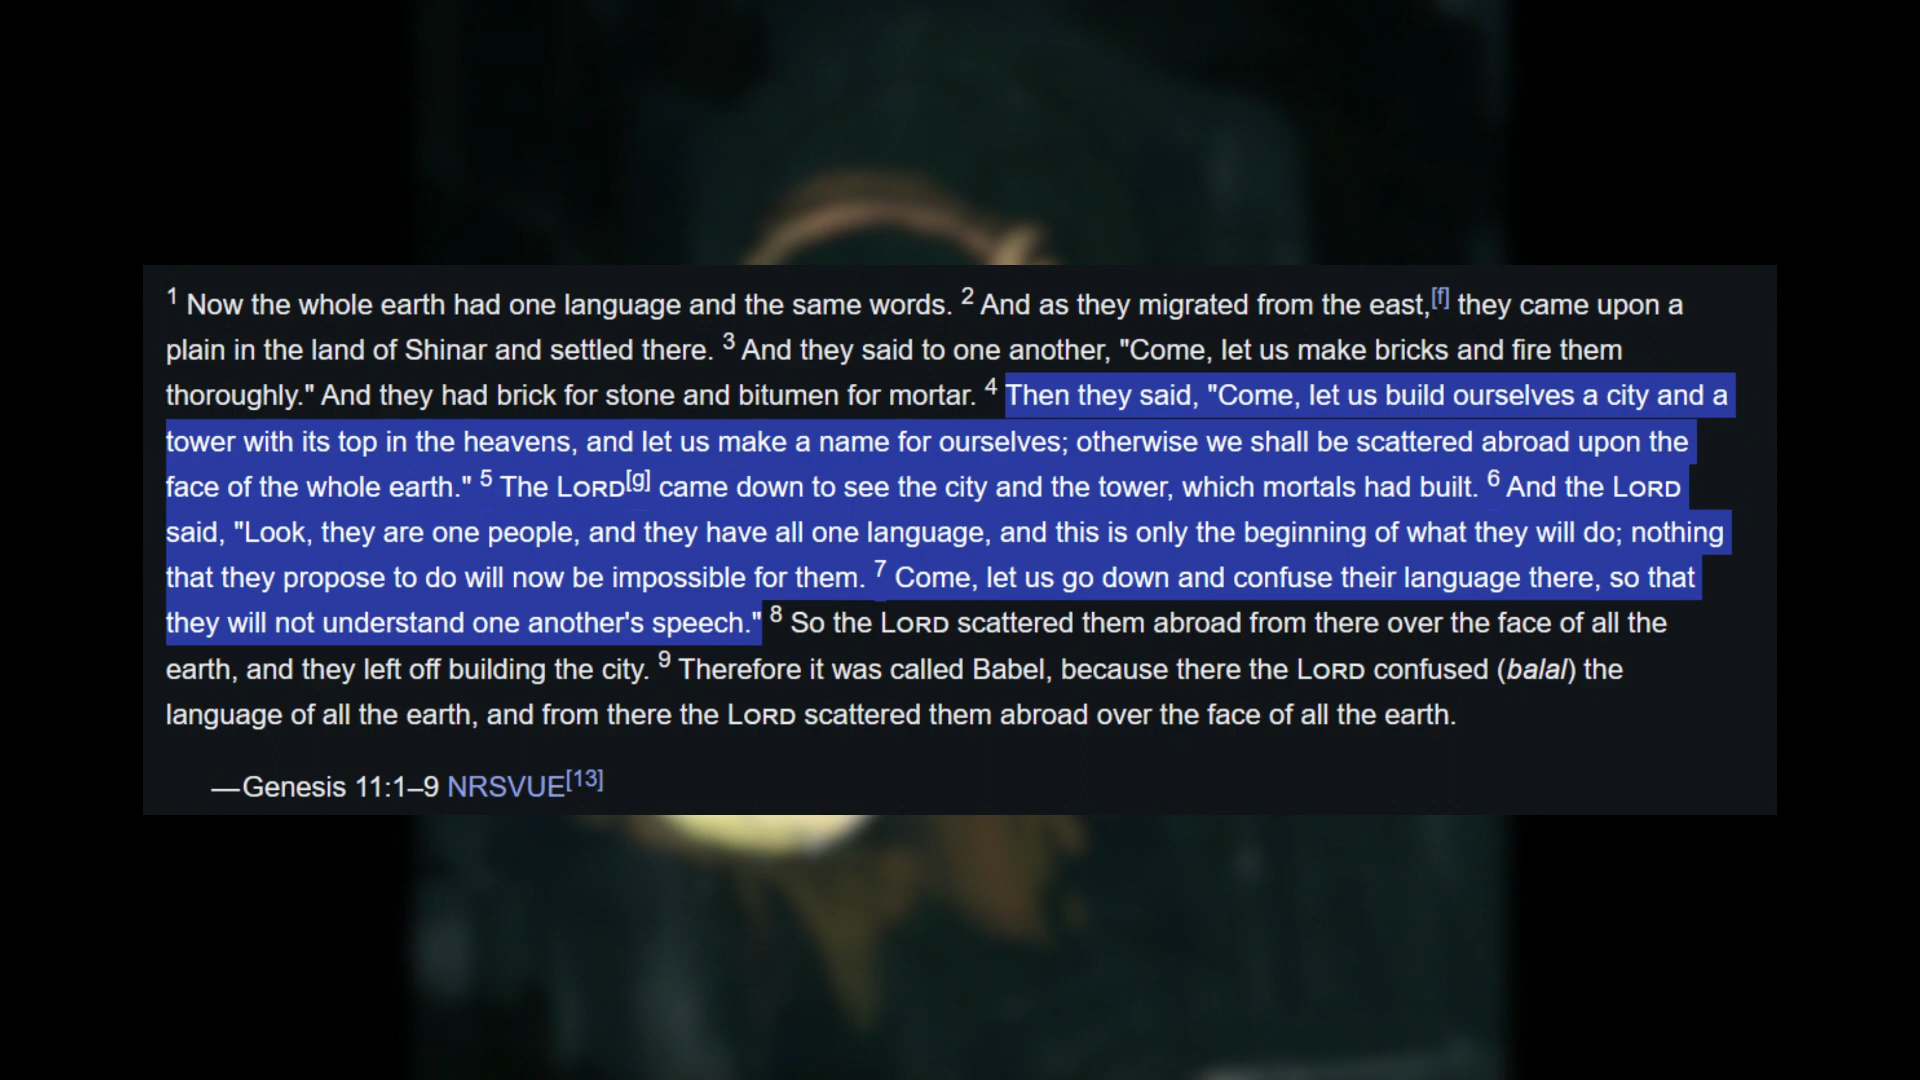 1 Now the whole earth had one language and the same words. 2 And as they migrated from the east,[f] they came upon a
plain in the land of Shinar and settled there. 3 And they said to one another, "Come, let us make bricks and fire them
thoroughly." And they had brick for stone and bitumen for mortar. 4 Then they said, "Come, let us build ourselves a city and a
tower with its top in the heavens, and let us make a name for ourselves; otherwise we shall be scattered abroad upon the
face of the whole earth." 5 The LORD[g] came down to see the city and the tower, which mortals had built. 6 And the LORD
said, "Look, they are one people, and they have all one language, and this is only the beginning of what they will do; nothing
that they propose to do will now be impossible for them. 7 Come, let us go down and confuse their language there, so that
they will not understand one another's speech." 8 So the LORD scattered them abroad from there over the face of all the
earth, and they left off building the city. 9 Therefore it was called Babel, because there the LORD confused (balal) the
language of all the earth, and from there the LORD scattered them abroad over the face of all the earth.
—Genesis 11:1–9 NRSVUE[13]